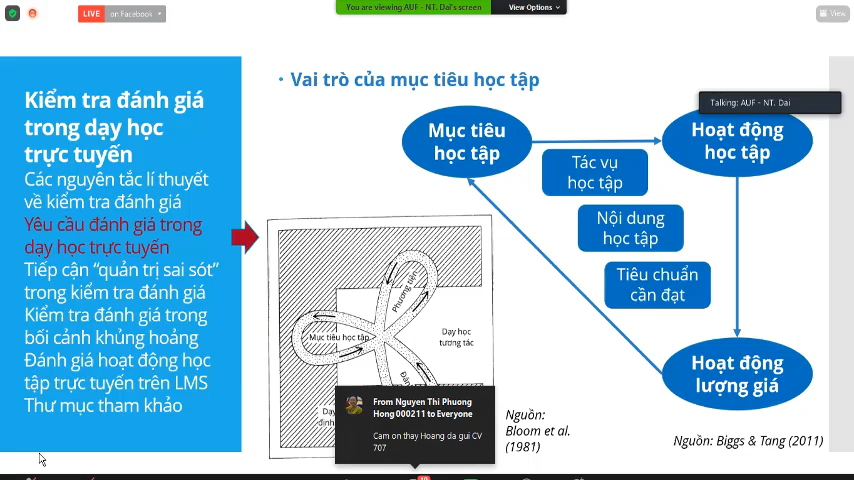 LIVE on Facebook
You are viewing AUF - NT. Dai's screen
View Options
View
Kiểm tra đánh giá
trong dạy học
trực tuyến
Các nguyên tắc lí thuyết
về kiểm tra đánh giá
Yêu cầu đánh giá trong
dạy học trực tuyến
Tiếp cận “quản trị sai sót”
trong kiểm tra đánh giá
Kiểm tra đánh giá trong
bối cảnh khủng hoảng
Đánh giá hoạt động học
tập trực tuyến trên LMS
Thư mục tham khảo
• Vai trò của mục tiêu học tập
Talking: AUF - NT. Dai
Mục tiêu
học tập
Hoạt động
học tập
Tác vụ
học tập
Nội dung
học tập
Tiêu chuẩn
cần đạt
Hoạt động
lượng giá
Phương tiện
Mục tiêu học tập
Dạy học
tương tác
From Nguyen Thi Phuong
Hong 000211 to Everyone
Cam on thay Hoang da gui CV
707
Nguồn:
Bloom et al.
(1981)
Nguồn: Biggs & Tang (2011)